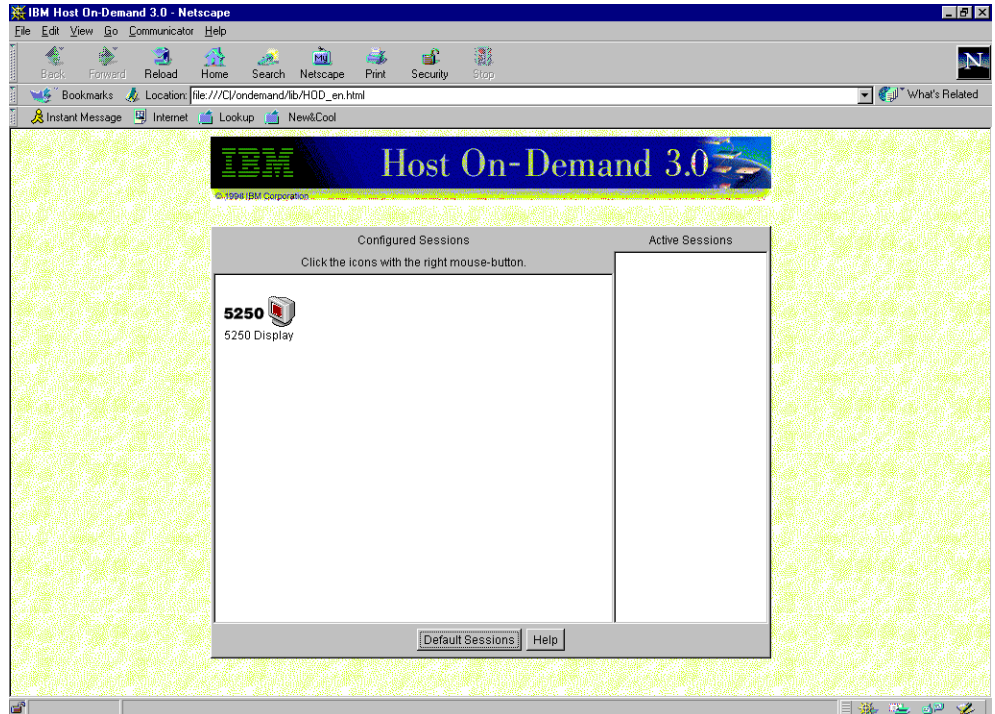 IBM Host On-Demand 3.0 - Netscape
File Edit View Go Communicator Help
Back Forward Reload Home Search Netscape Print Security Stop
N
Bookmarks Location: file:///C|/ondemand/lib/HOD_en.html What's Related
Instant Message Internet Lookup New&Cool
IBM Host On-Demand 3.0
© 1998 IBM Corporation
Configured Sessions Active Sessions
Click the icons with the right mouse-button.
5250
5250 Display
Default Sessions Help